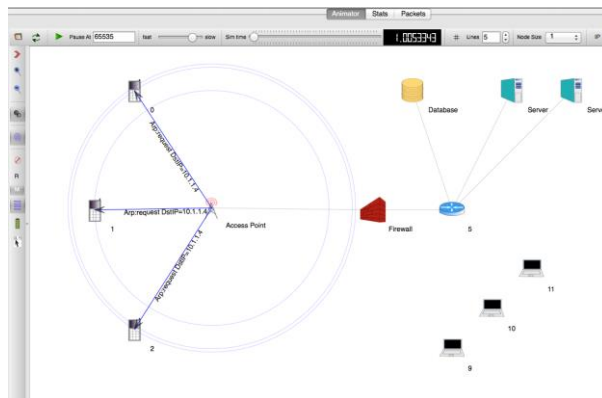 Animator Stats Packets
Pause At 65535 fast slow Sim time 1.0053343 # Lines 5 Node Size 1 IP
R
0
Arp:request DstIP=10.1.1.4
Database
Server
Serve
Arp:request DstIP=10.1.1.4
1
Access Point
Firewall
5
Arp:request DstIP=10.1.1.4
11
2
10
9